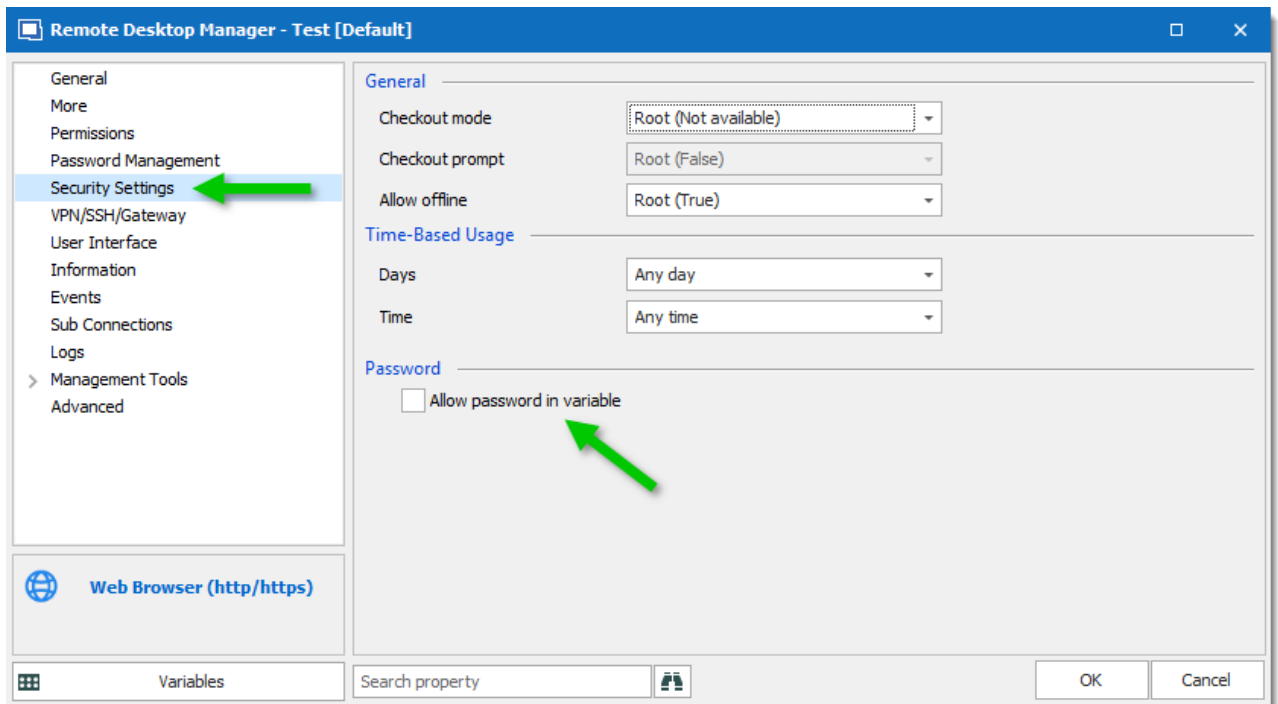 Remote Desktop Manager - Test [Default]
General
More
Permissions
Password Management
Security Settings
VPN/SSH/Gateway
User Interface
Information
Events
Sub Connections
Logs
Management Tools
Advanced
Web Browser (http/https)
Variables
General
Checkout mode Root (Not available)
Checkout prompt Root (False)
Allow offline Root (True)
Time-Based Usage
Days Any day
Time Any time
Password
Allow password in variable
Search property
OK Cancel